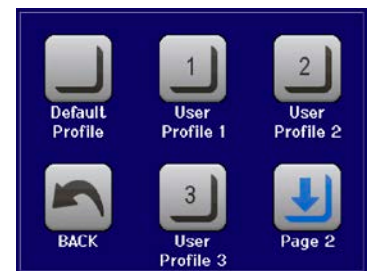 1
2
Default
Profile
User
Profile 1
User
Profile 2
3
BACK
User
Profile 3
Page 2